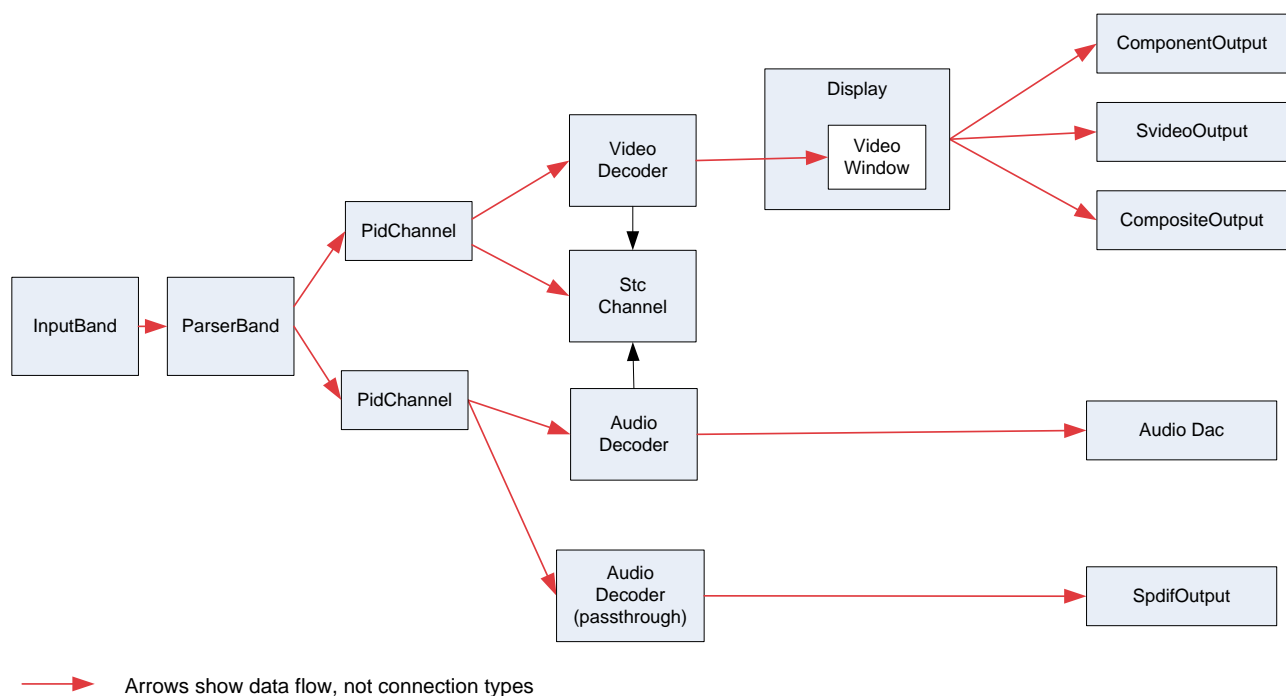 InputBand
ParserBand
PidChannel
PidChannel
Video
Decoder
Stc
Channel
Audio
Decoder
Audio
Decoder
(passthrough)
Display
Video
Window
ComponentOutput
SvideoOutput
CompositeOutput
Audio Dac
SpdifOutput
Arrows show data flow, not connection types